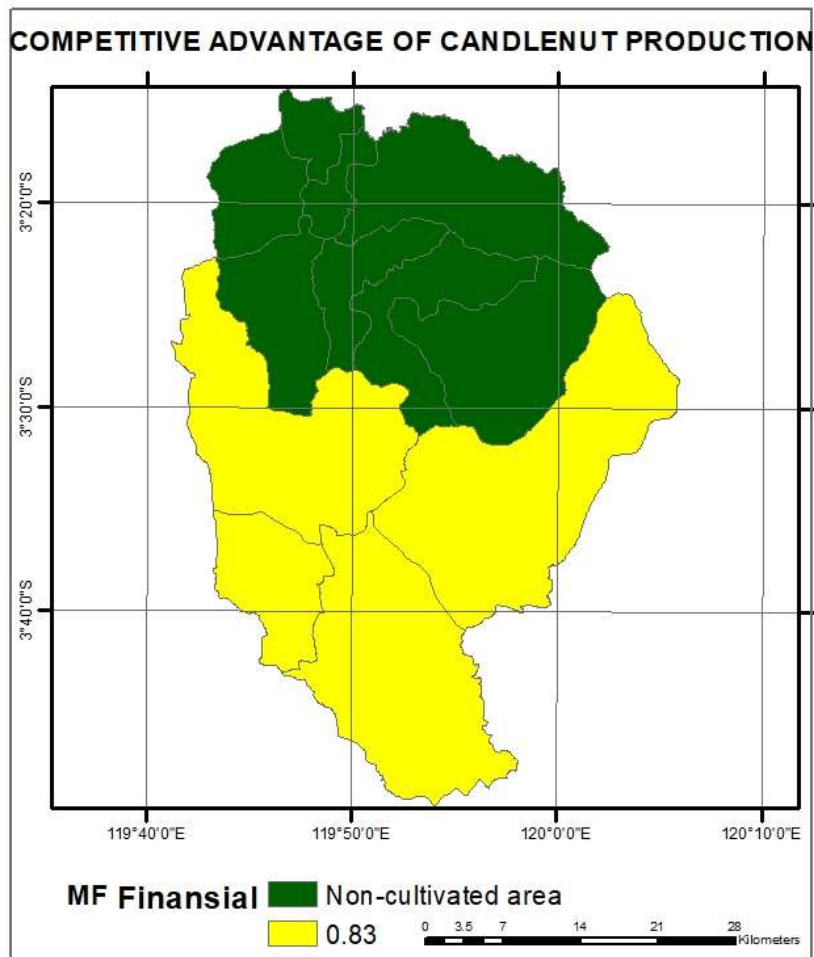 COMPETITIVE ADVANTAGE OF CANDLENUT PRODUCTION
3°20'0"S
3°30'0"S
3°40'0"S
119°40'0"E 119°50'0"E 120°0'0"E 120°10'0"E
MF Finansial
Non-cultivated area
0.83
0 3.5 7 14 21 28
Kilometers